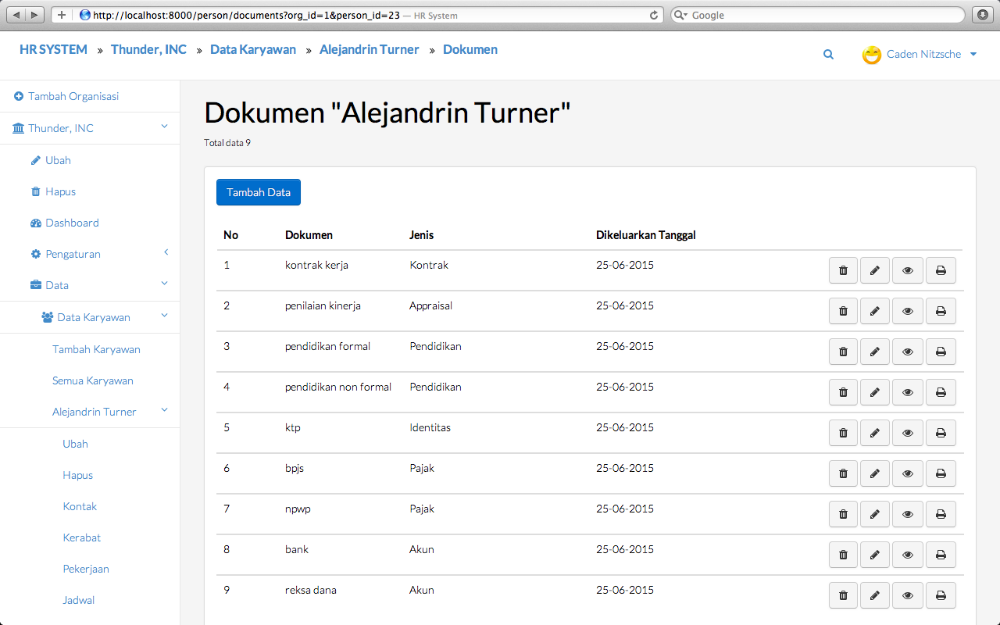 http://localhost:8000/person/documents?org_id=1&person_id=23 — HR System
Google
HR SYSTEM » Thunder, INC » Data Karyawan » Alejandrin Turner » Dokumen
Caden Nitzsche
Tambah Organisasi
Thunder, INC
Ubah
Hapus
Dashboard
Pengaturan
Data
Data Karyawan
Tambah Karyawan
Semua Karyawan
Alejandrin Turner
Ubah
Hapus
Kontak
Kerabat
Pekerjaan
Jadwal
Dokumen "Alejandrin Turner"
Total data 9
Tambah Data
No Dokumen Jenis Dikeluarkan Tanggal
1 kontrak kerja Kontrak 25-06-2015
2 penilaian kinerja Appraisal 25-06-2015
3 pendidikan formal Pendidikan 25-06-2015
4 pendidikan non formal Pendidikan 25-06-2015
5 ktp Identitas 25-06-2015
6 bpjs Pajak 25-06-2015
7 npwp Pajak 25-06-2015
8 bank Akun 25-06-2015
9 reksa dana Akun 25-06-2015